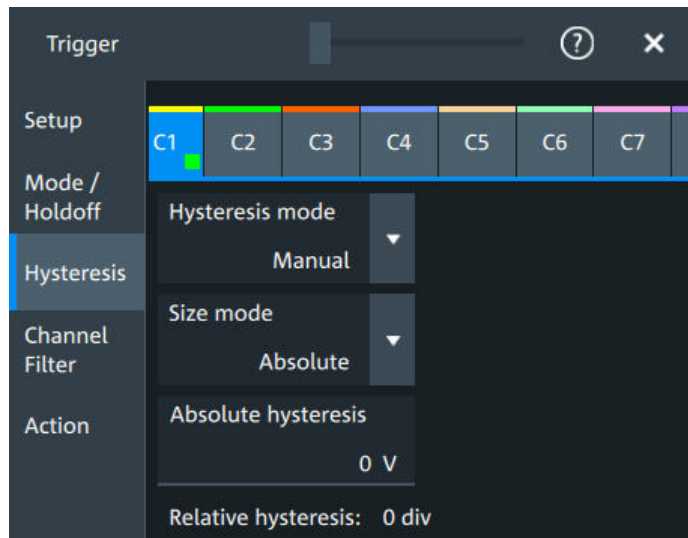 Trigger
?
Setup
Mode /
Holdoff
Hysteresis
Channel
Filter
Action
C1 C2 C3 C4 C5 C6 C7
Hysteresis mode
Manual
Size mode
Absolute
Absolute hysteresis
0 V
Relative hysteresis: 0 div